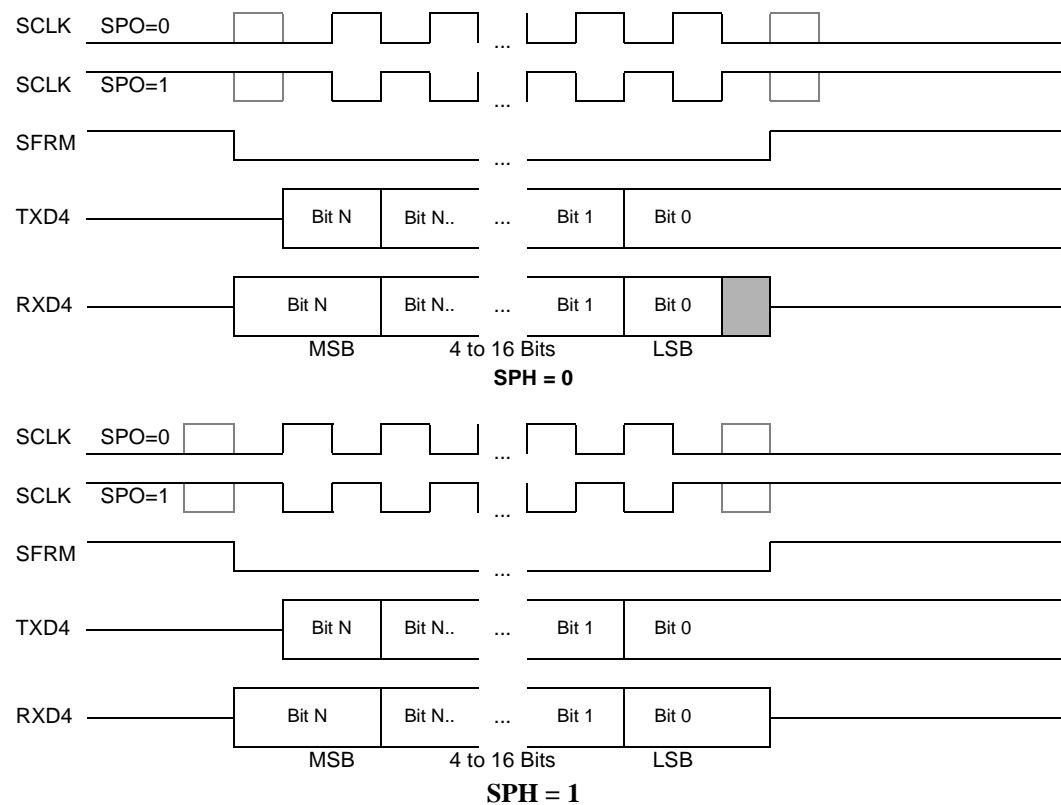 SCLK SPO=0 ...
SCLK SPO=1 ...
SFRM ...
TXD4 Bit N Bit N.. ... Bit 1 Bit 0
RXD4 Bit N Bit N.. ... Bit 1 Bit 0
MSB 4 to 16 Bits LSB
SPH = 0
SCLK SPO=0 ...
SCLK SPO=1 ...
SFRM ...
TXD4 Bit N Bit N.. ... Bit 1 Bit 0
RXD4 Bit N Bit N.. ... Bit 1 Bit 0
MSB 4 to 16 Bits LSB
SPH = 1